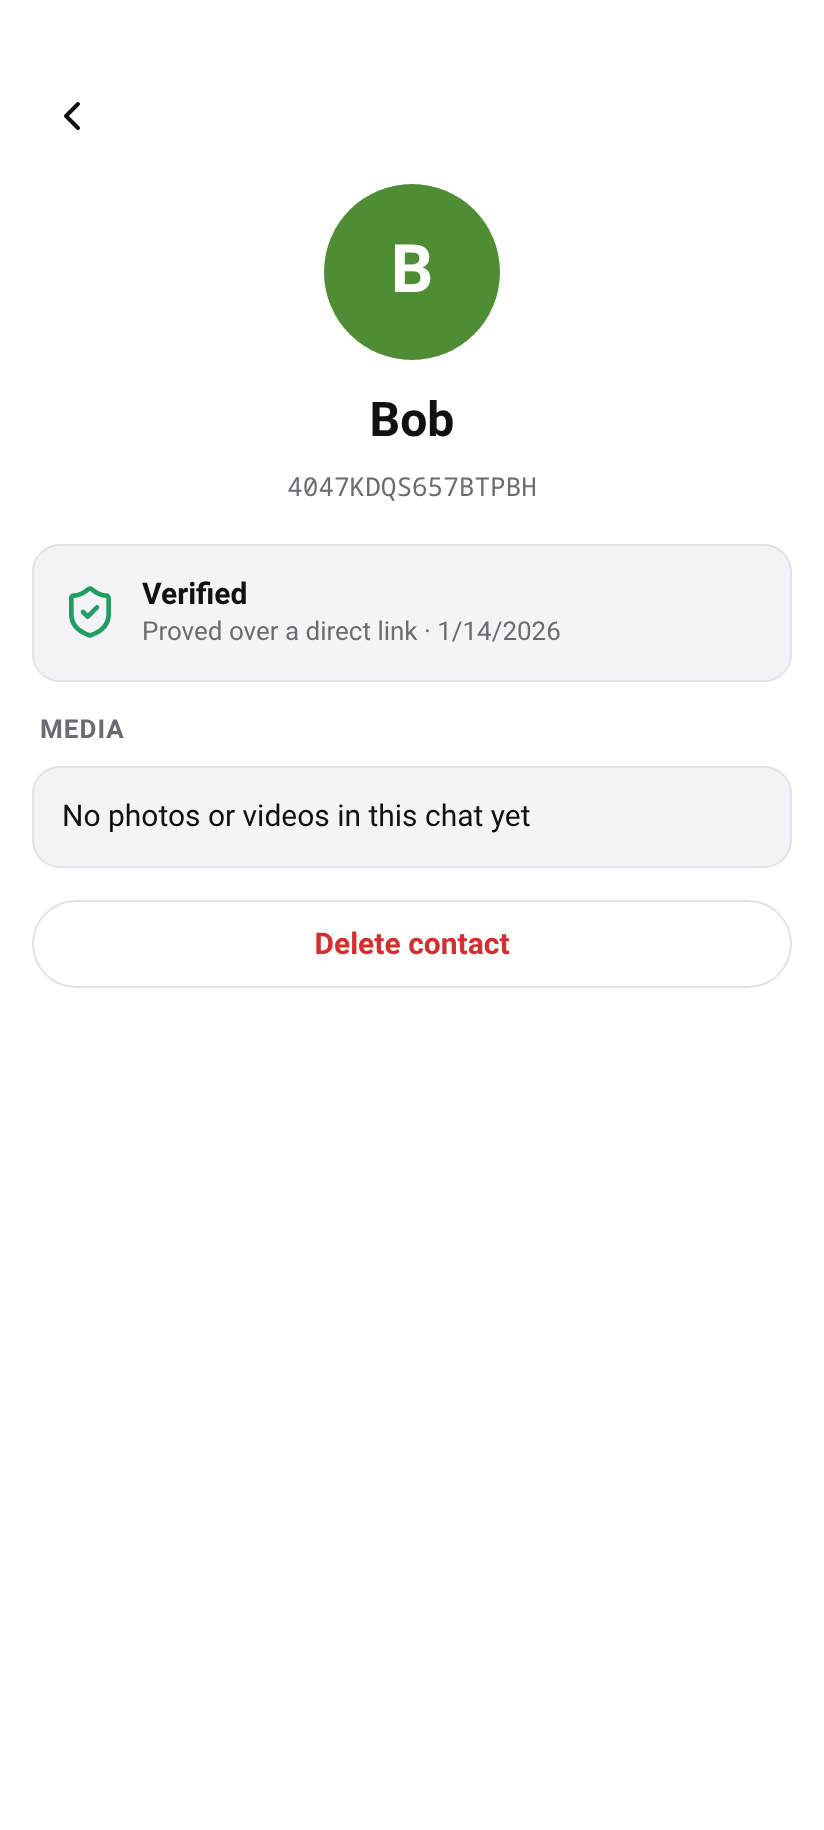 B
Bob
4047KDQS657BTPBH
Verified
Proved over a direct link · 1/14/2026
MEDIA
No photos or videos in this chat yet
Delete contact